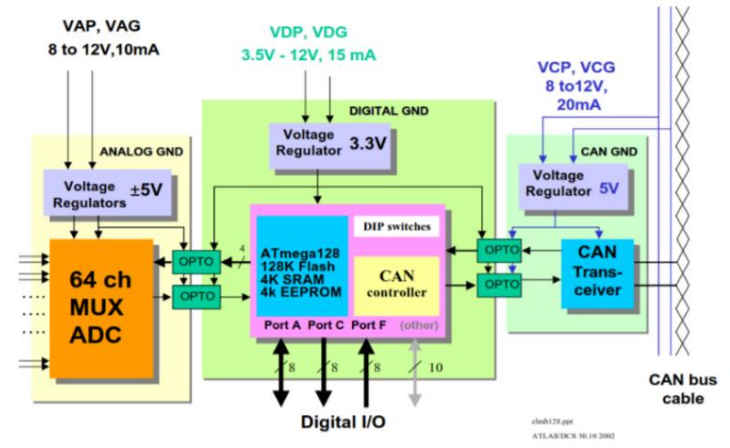 VAP, VAG
8 to 12V,10mA
VDP, VDG
3.5V - 12V, 15 mA
VCP, VCG
8 to12V,
20mA
DIGITAL GND
Voltage
Regulator 3.3V
ANALOG GND
Voltage
Regulators ±5V
CAN GND
Voltage
Regulator 5V
DIP switches
OPTO
OPTO
4
OPTO
OPTO
64 ch
MUX
ADC
ATmega128
128K Flash
4K SRAM
4k EEPROM
CAN
controller
CAN
Trans-
ceiver
Port A Port C Port F (other)
8
8
8
10
Digital I/O
CAN bus
cable
elmb128.ppt
ATLAS/DCS 30.10 2002